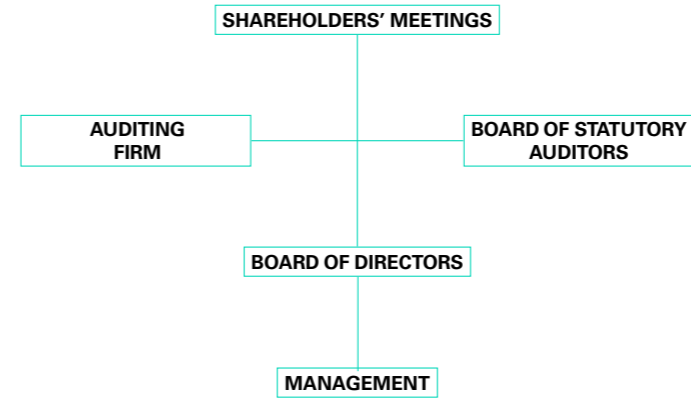 SHAREHOLDERS’ MEETINGS
AUDITING
FIRM
BOARD OF STATUTORY
AUDITORS
BOARD OF DIRECTORS
MANAGEMENT